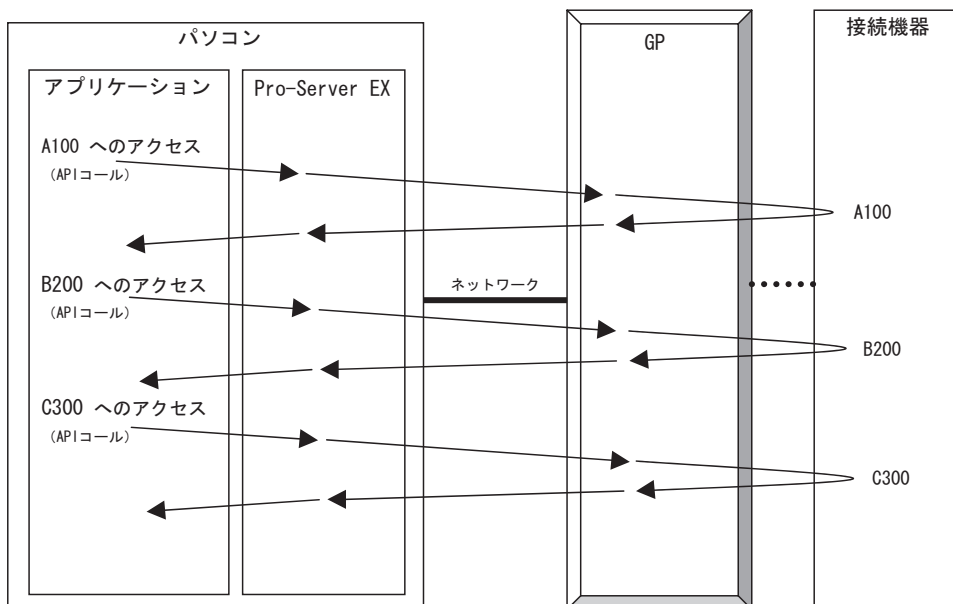 パソコン
GP
接続機器
アプリケーション
Pro-Server EX
A100 へのアクセス
（APIコール）
A100
B200 へのアクセス
（APIコール）
ネットワーク
B200
C300 へのアクセス
（APIコール）
C300